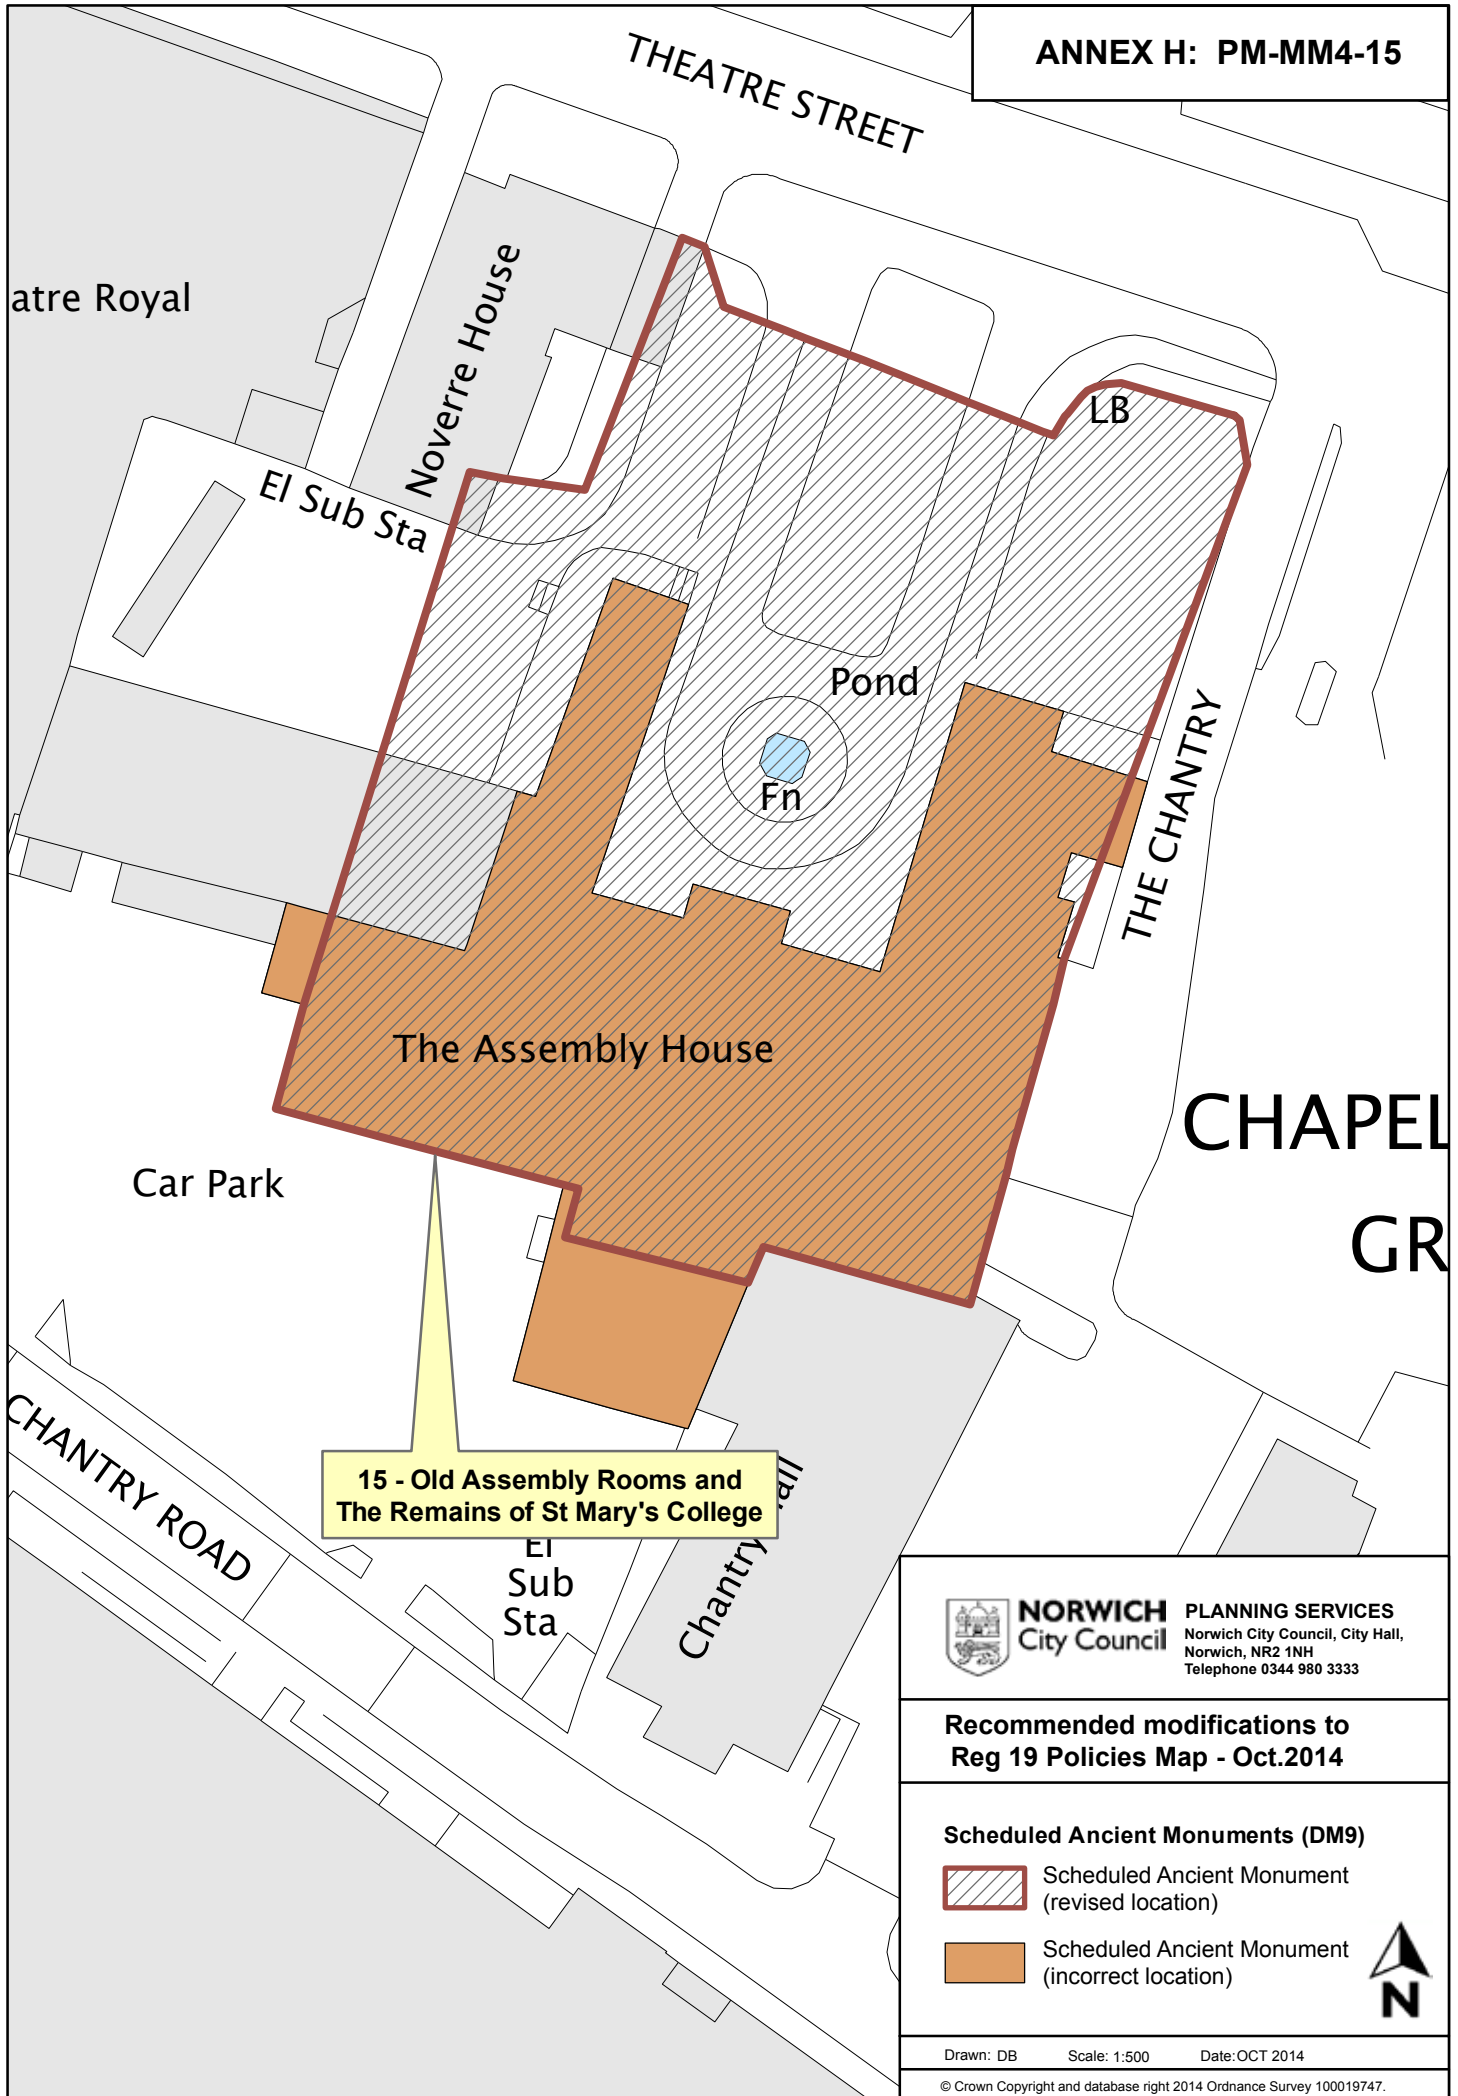 ANNEX H: PM-MM4-15
THEATRE STREET
atre Royal
Noverre House
LB
El Sub Sta
Pond
Fn
THE CHANTRY
The Assembly House
CHAPEL
Car Park
GR
CHANTRY ROAD
15 - Old Assembly Rooms and
The Remains of St Mary's College
El
Sub
Sta
Chantry
all
NORWICH
City Council
PLANNING SERVICES
Norwich City Council, City Hall,
Norwich, NR2 1NH
Telephone 0344 980 3333
Recommended modifications to
Reg 19 Policies Map - Oct.2014
Scheduled Ancient Monuments (DM9)
Scheduled Ancient Monument
(revised location)
Scheduled Ancient Monument
(incorrect location)
N
Drawn: DB Scale: 1:500 Date:OCT 2014
© Crown Copyright and database right 2014 Ordnance Survey 100019747.